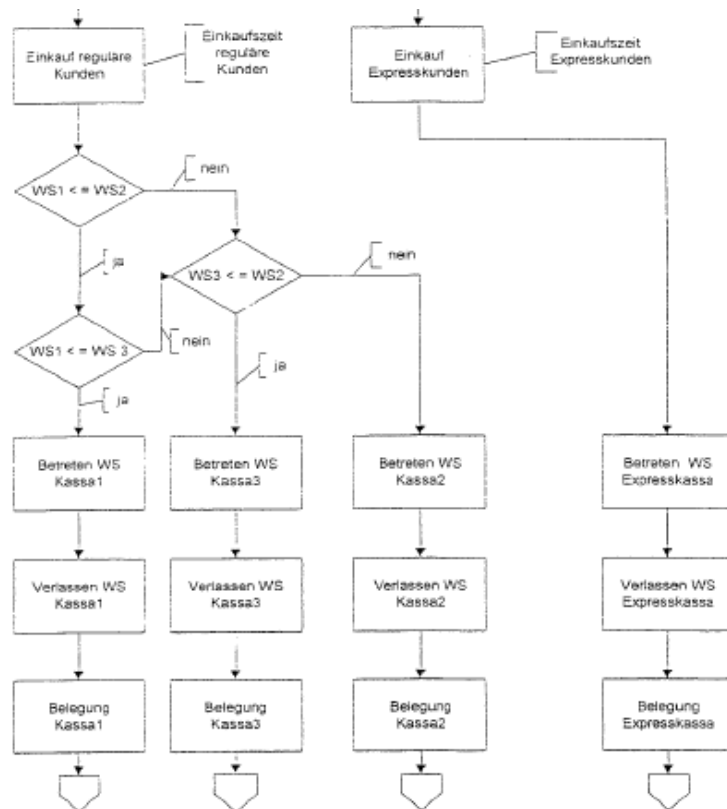 Einkauf reguläre
Kunden
Einkaufszeit
reguläre
Kunden
Einkauf
Expresskunden
Einkaufszeit
Expresskunden
WS1 < = WS2
nein
ja
WS3 < = WS2
nein
WS1 < = WS 3
nein
ja
ja
Betreten WS
Kassa1
Betreten WS
Kassa3
Betreten WS
Kassa2
Betreten WS
Expresskassa
Verlassen WS
Kassa1
Verlassen WS
Kassa3
Verlassen WS
Kassa2
Verlassen WS
Expresskassa
Belegung
Kassa1
Belegung
Kassa3
Belegung
Kassa2
Belegung
Expresskassa